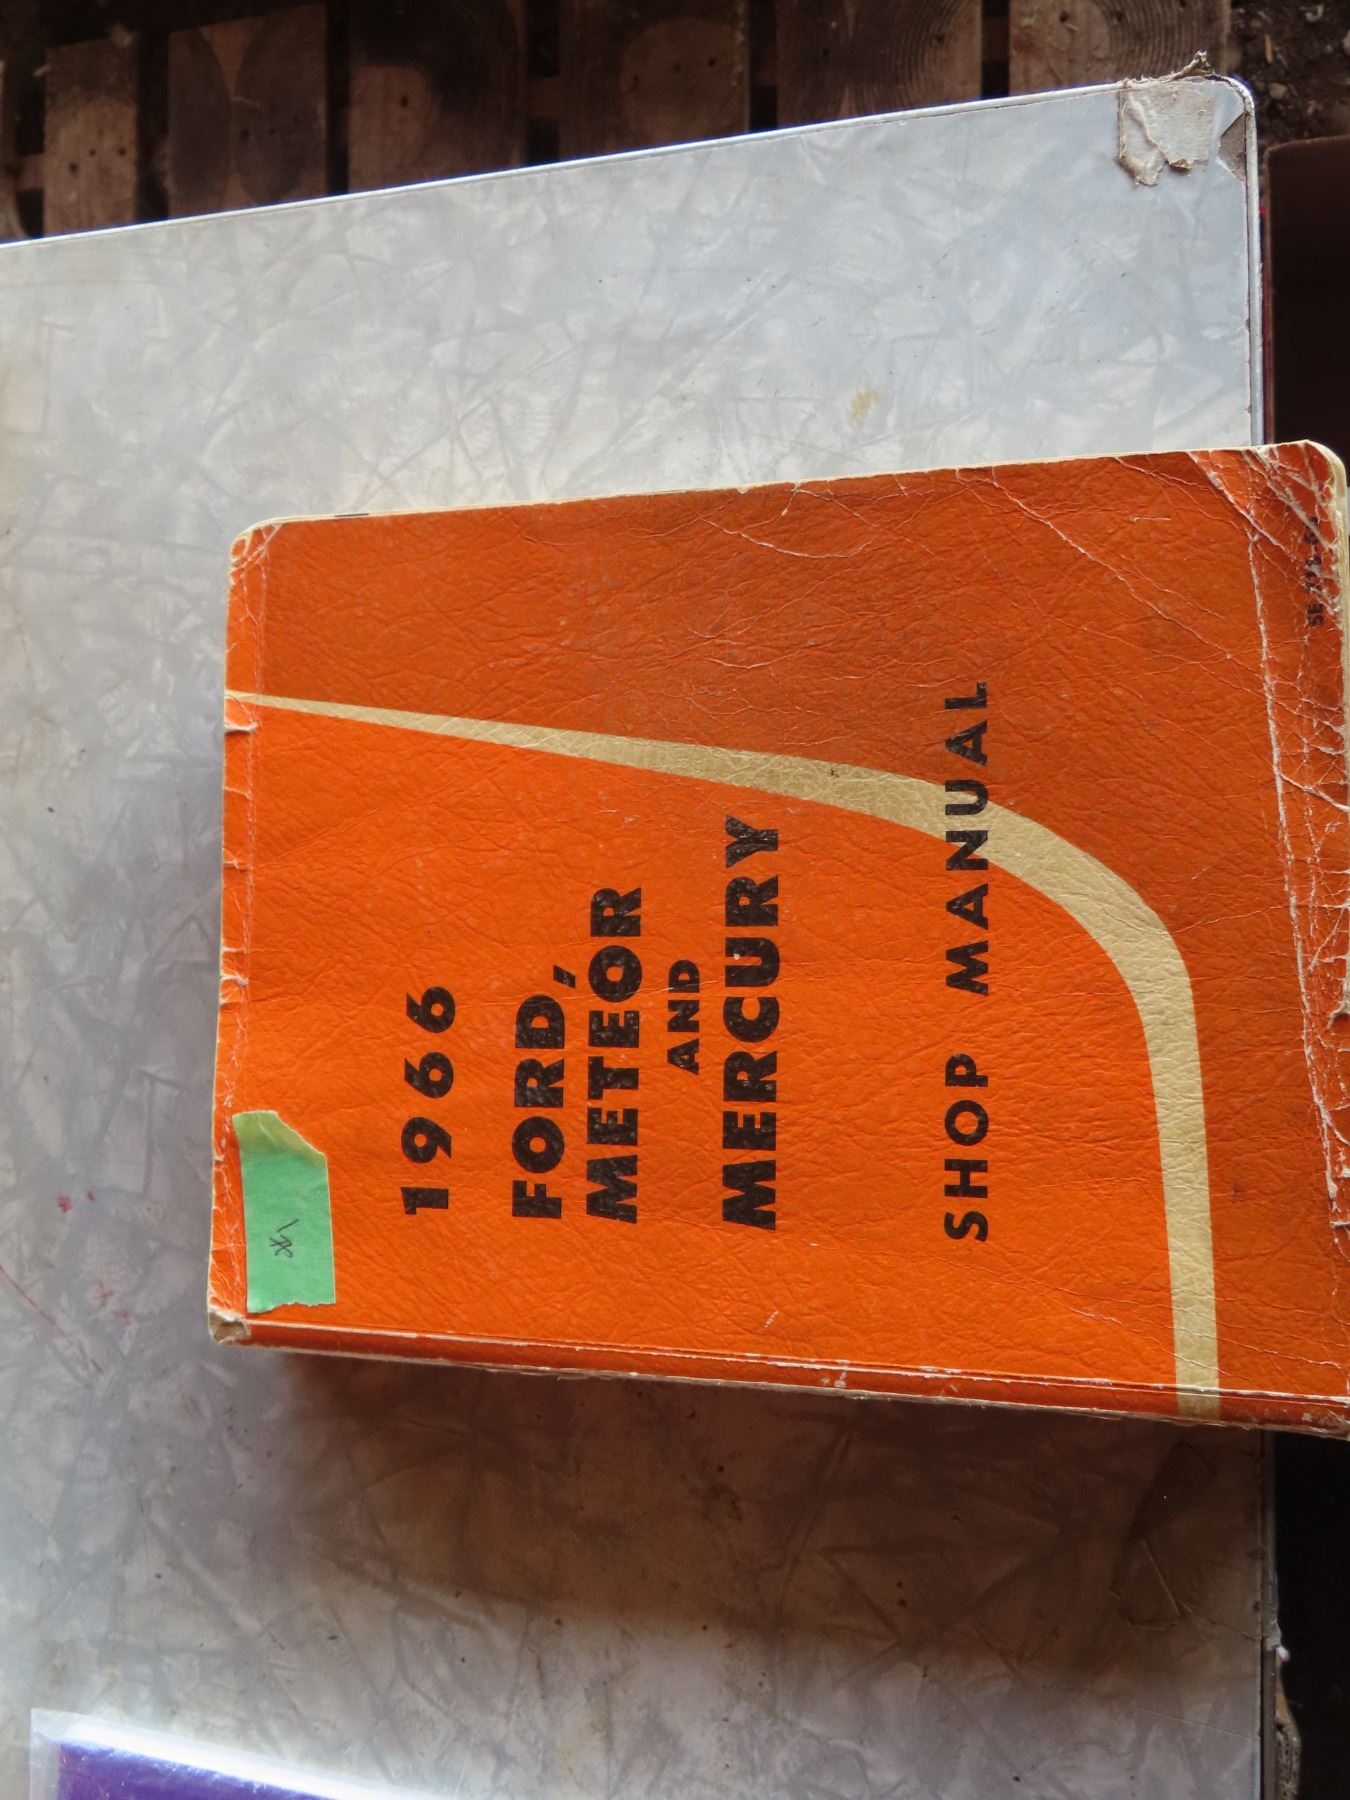 1966
FORD,
METEOR
AND
MERCURY
SHOP MANUAL